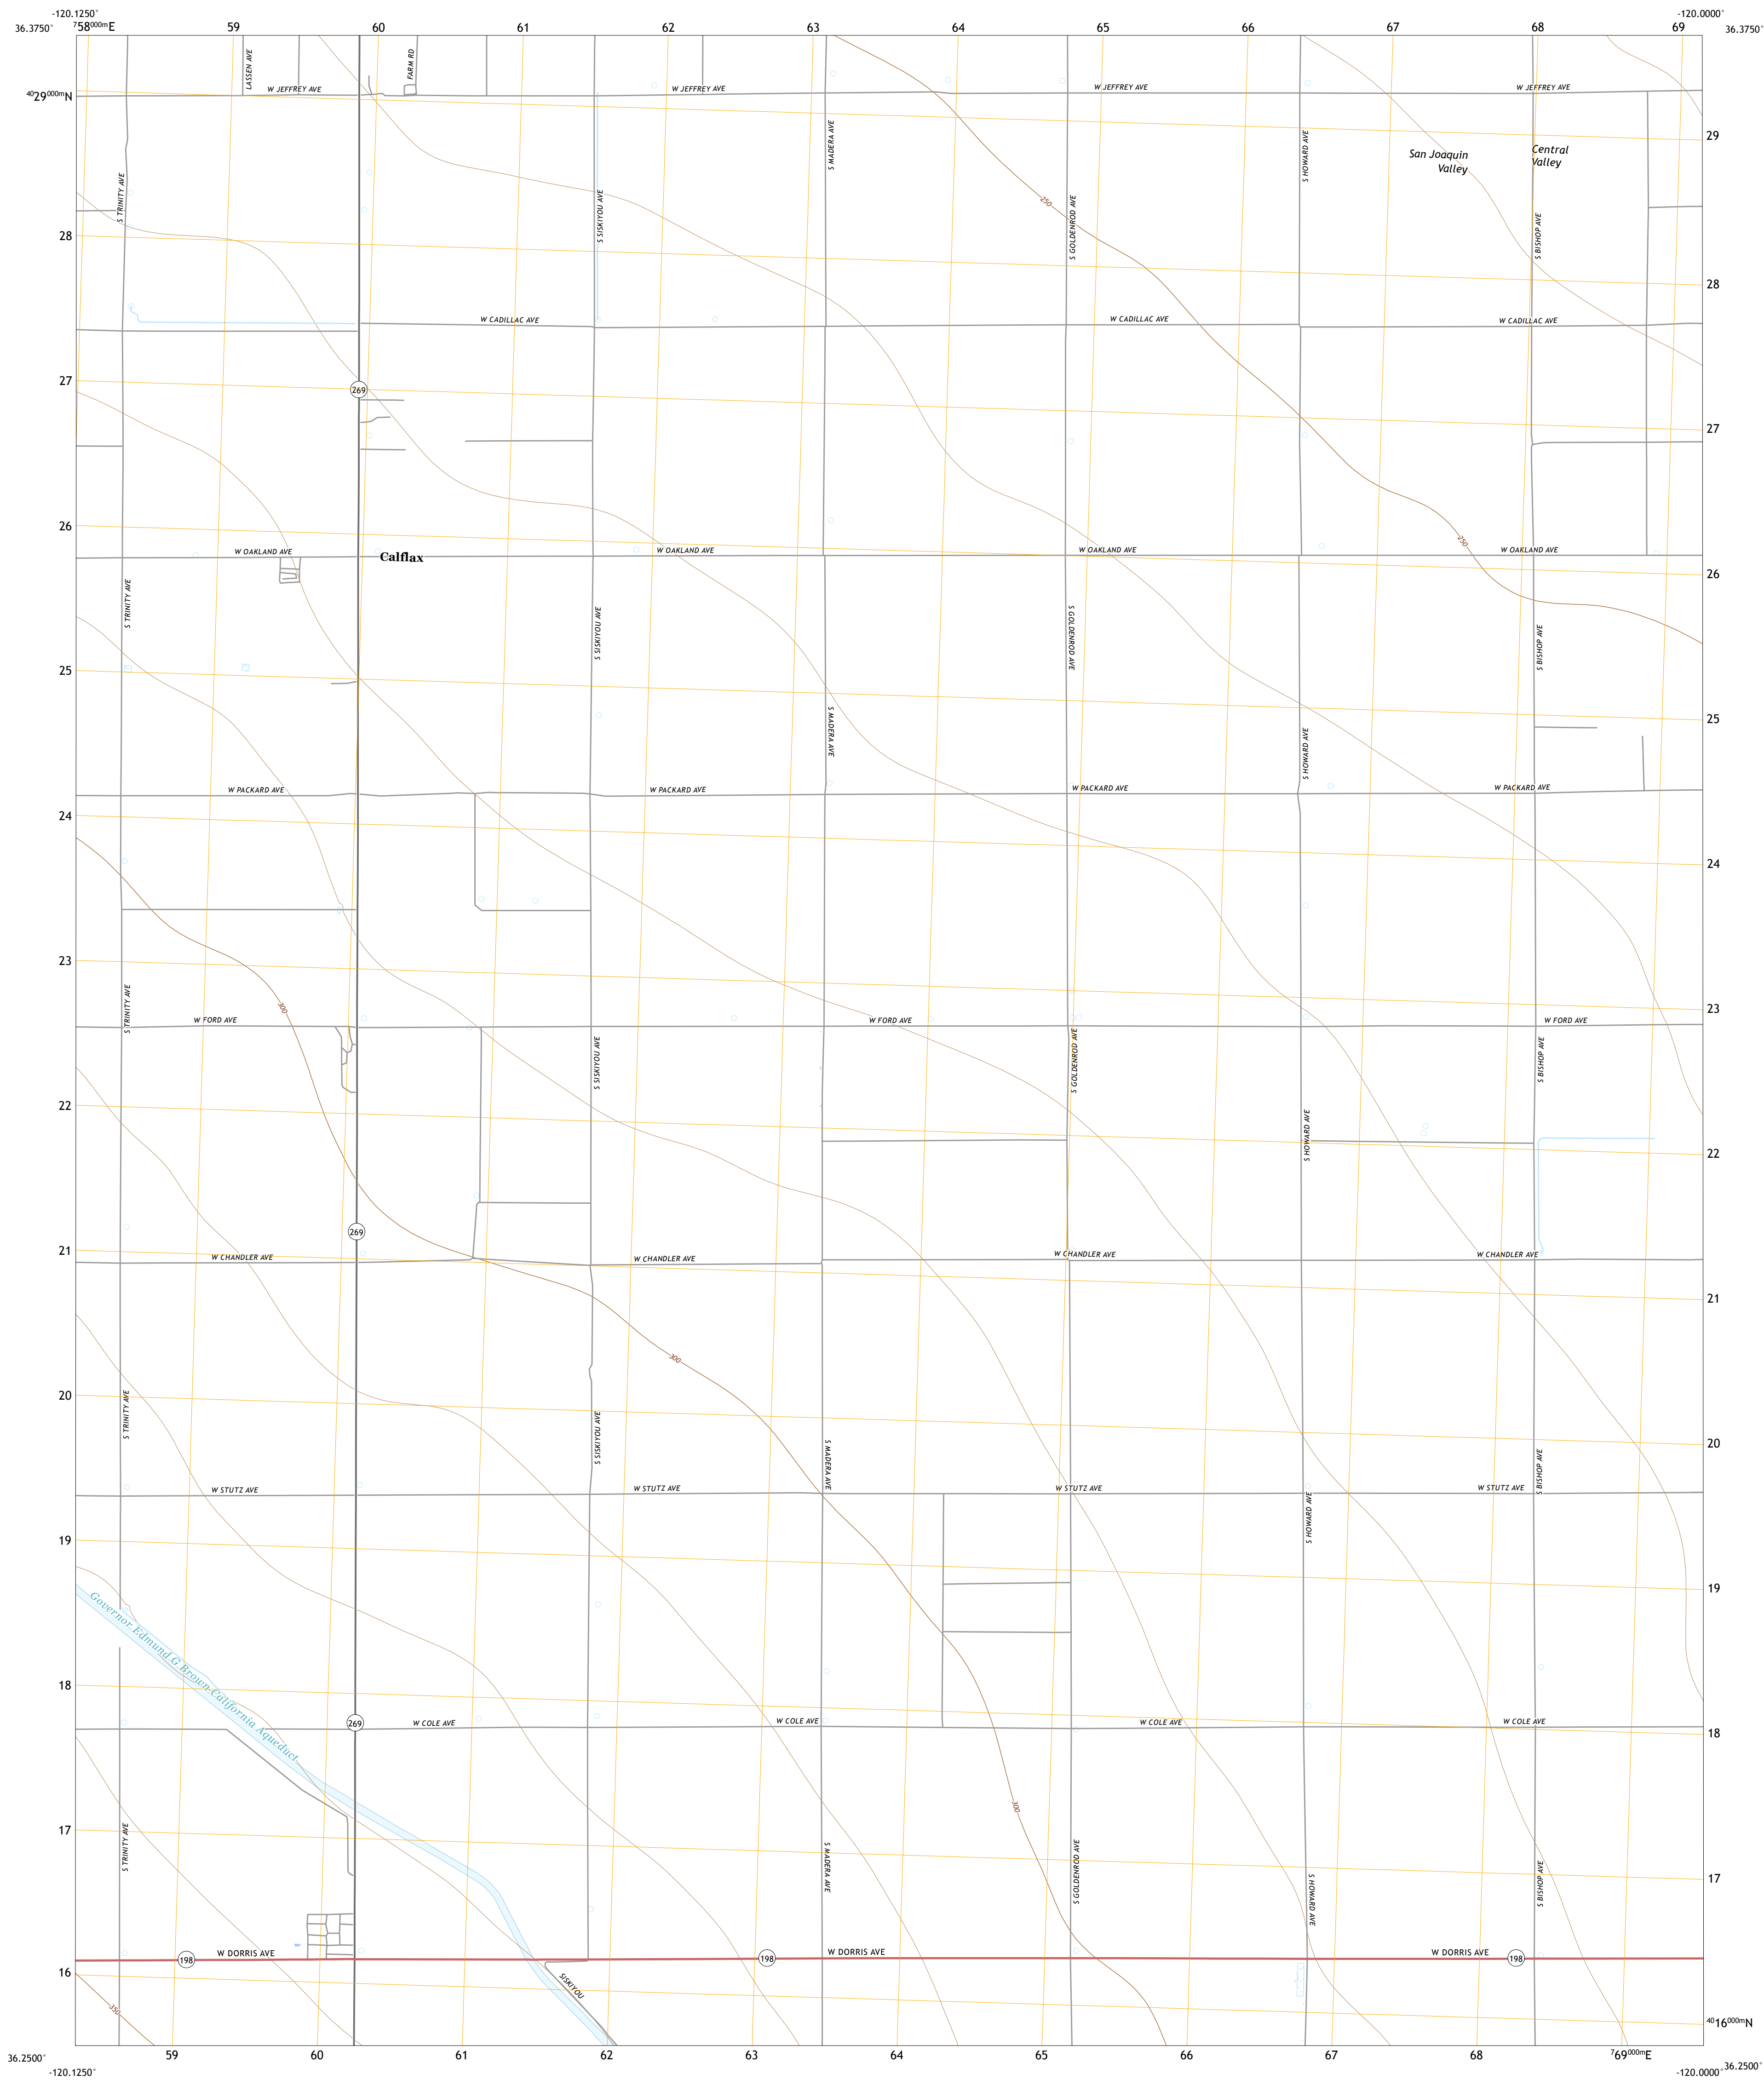 -120.1250°
-120.0000°
36.3750°
758000mE
59
60
61
62
63
64
65
66
67
68
69
36.3750°
LASSEN AVE
FARM RD
W JEFFREY AVE
W JEFFREY AVE
W JEFFREY AVE
W JEFFREY AVE
4029000mN
29
S MADERA AVE
S HOWARD AVE
San Joaquin
Valley
Central
Valley
S TRINITY AVE
S SISKIYOU AVE
250
S GOLDENROD AVE
S BISHOP AVE
28
28
W CADILLAC AVE
W CADILLAC AVE
W CADILLAC AVE
27
269
27
26
250
W OAKLAND AVE
Calflax
W OAKLAND AVE
W OAKLAND AVE
W OAKLAND AVE
26
S TRINITY AVE
S SISKIYOU AVE
S GOLDENROD AVE
S BISHOP AVE
25
25
S MADERA AVE
S HOWARD AVE
W PACKARD AVE
W PACKARD AVE
W PACKARD AVE
W PACKARD AVE
24
24
23
S TRINITY AVE
300
23
W FORD AVE
W FORD AVE
W FORD AVE
S SISKIYOU AVE
S GOLDENROD AVE
S BISHOP AVE
22
S HOWARD AVE
22
269
21
W CHANDLER AVE
W CHANDLER AVE
W CHANDLER AVE
W CHANDLER AVE
21
300
20
S TRINITY AVE
S SISKIYOU AVE
20
S MADERA AVE
S BISHOP AVE
W STUTZ AVE
W STUTZ AVE
W STUTZ AVE
W STUTZ AVE
S HOWARD AVE
19
19
Governor Edmund G Brown California Aqueduct
18
269
W COLE AVE
W COLE AVE
W COLE AVE
W COLE AVE
18
300
17
S TRINITY AVE
S MADERA AVE
S GOLDENROD AVE
S HOWARD AVE
S BISHOP AVE
17
198
W DORRIS AVE
198
W DORRIS AVE
W DORRIS AVE
198
16
SISKIYOU
350
4016000mN
36.2500°
59
60
61
62
63
64
65
66
67
68
769000mE
36.2500°
-120.1250°
-120.0000°